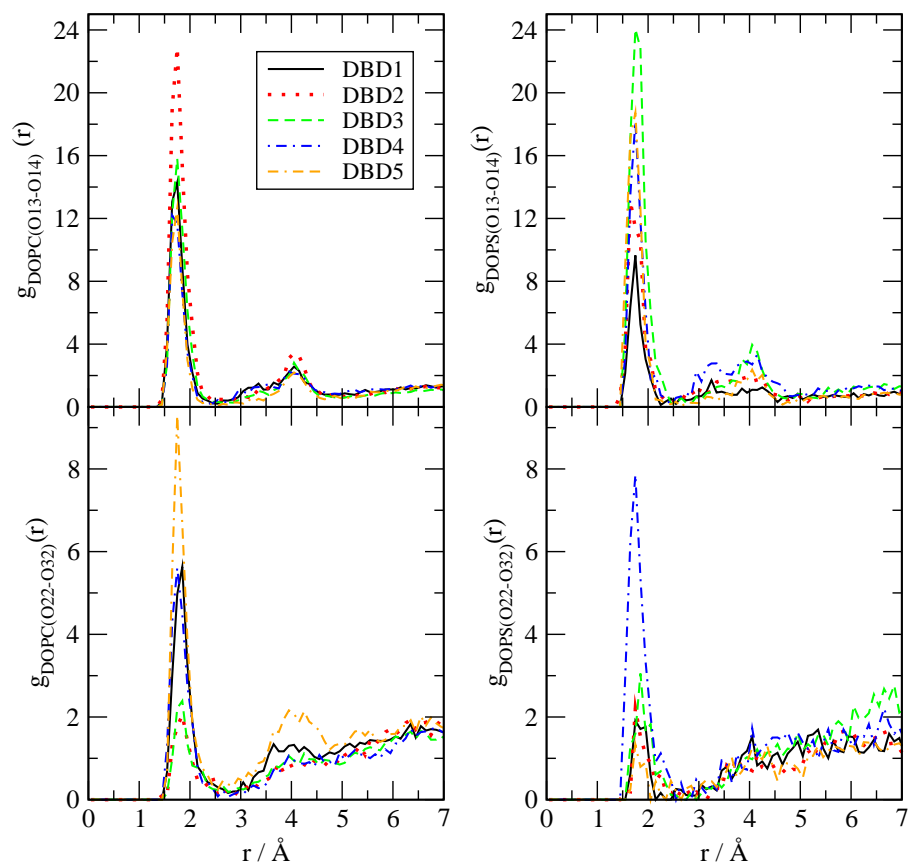 24
20
16
12
8
4
0
g_DOPC(O13-O14)(r)
DBD1
DBD2
DBD3
DBD4
DBD5
24
20
16
12
8
4
0
g_DOPS(O13-O14)(r)
8
6
4
2
0
g_DOPC(O22-O32)(r)
0 1 2 3 4 5 6 7
r / Å
8
6
4
2
0
g_DOPS(O22-O32)(r)
0 1 2 3 4 5 6 7
r / Å